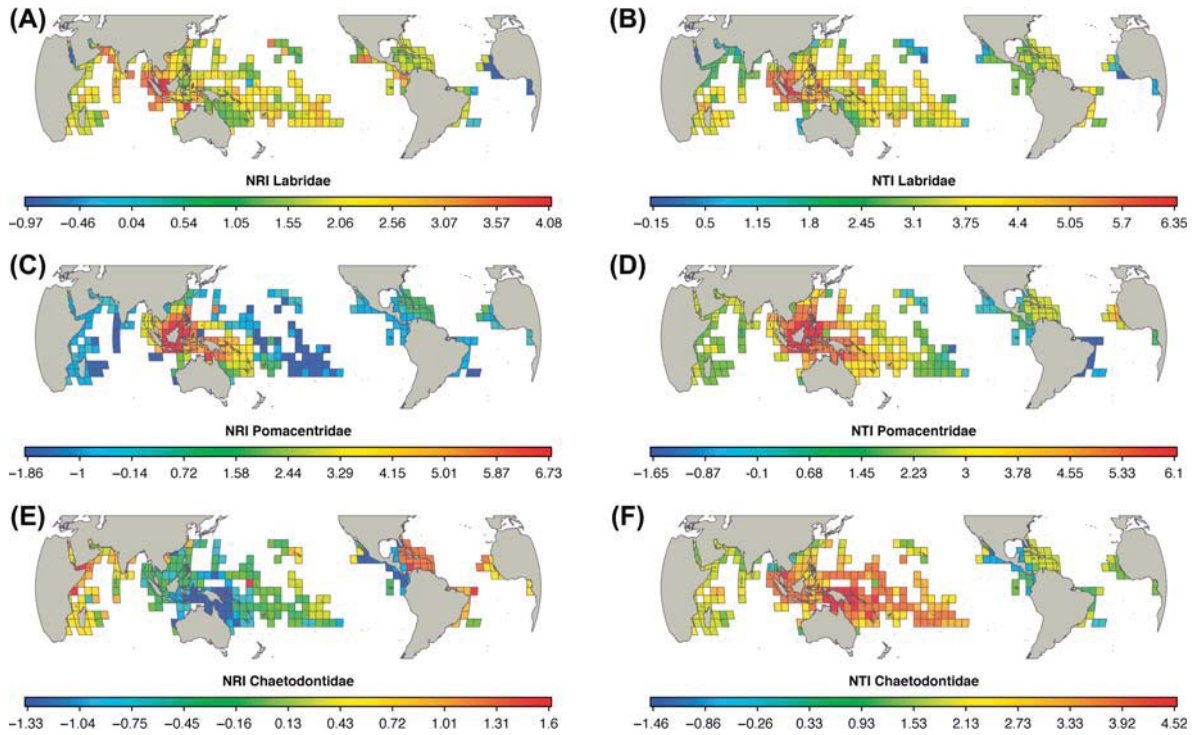 (A)
(B)
NRI Labridae
NTI Labridae
−0.97 −0.46 0.04 0.54 1.05 1.55 2.06 2.56 3.07 3.57 4.08
−0.15 0.5 1.15 1.8 2.45 3.1 3.75 4.4 5.05 5.7 6.35
(C)
(D)
NRI Pomacentridae
NTI Pomacentridae
−1.86 −1 −0.14 0.72 1.58 2.44 3.29 4.15 5.01 5.87 6.73
−1.65 −0.87 −0.1 0.68 1.45 2.23 3 3.78 4.55 5.33 6.1
(E)
(F)
NRI Chaetodontidae
NTI Chaetodontidae
−1.33 −1.04 −0.75 −0.45 −0.16 0.13 0.43 0.72 1.01 1.31 1.6
−1.46 −0.86 −0.26 0.33 0.93 1.53 2.13 2.73 3.33 3.92 4.52